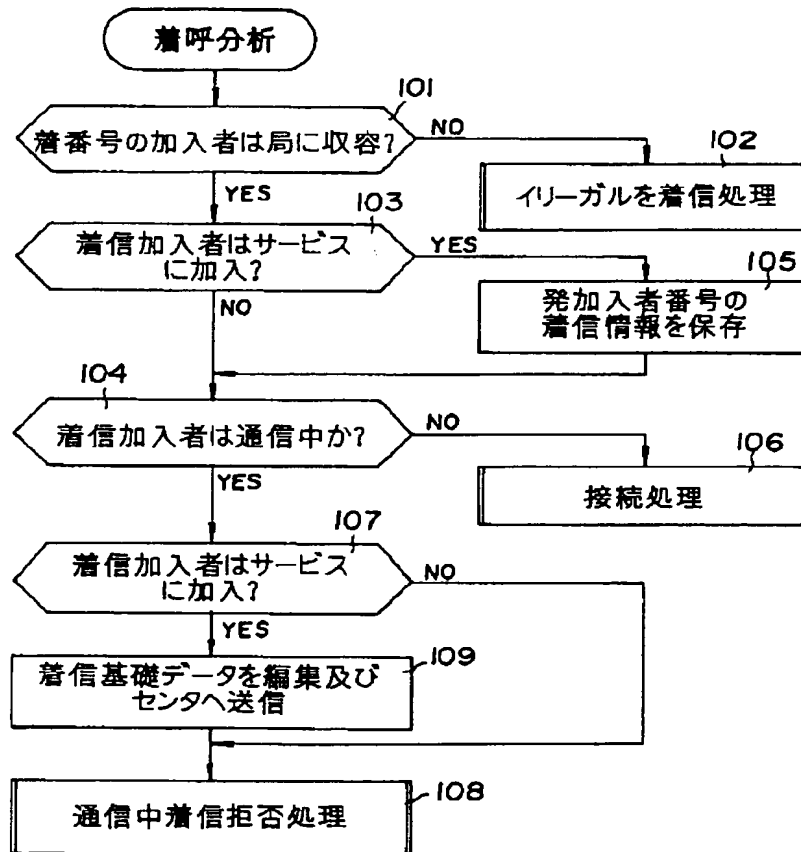 着呼分析
101
着番号の加入者は局に収容?
NO
102
イリーガルを着信処理
YES
103
着信加入者はサービス
に加入?
YES
105
発加入者番号の
着信情報を保存
NO
104
着信加入者は通信中か?
NO
106
接続処理
YES
107
着信加入者はサービス
に加入?
NO
YES
109
着信基礎データを編集及び
センタへ送信
108
通信中着信拒否処理